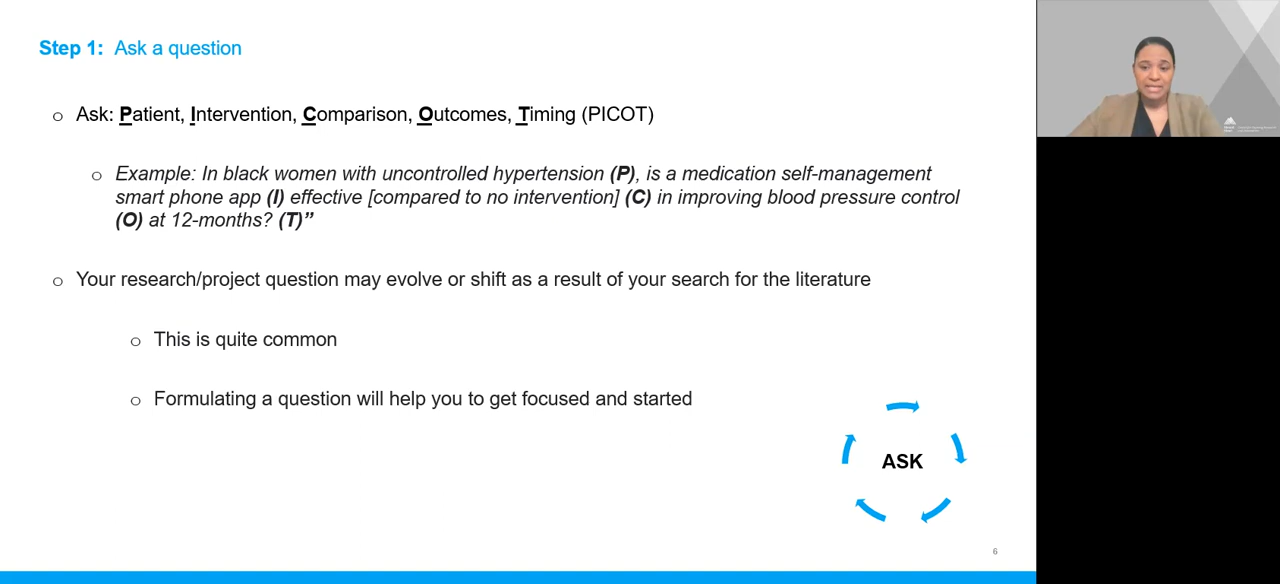 Step 1: Ask a question
○ Ask: Patient, Intervention, Comparison, Outcomes, Timing (PICOT)
○ Example: In black women with uncontrolled hypertension (P), is a medication self-management
smart phone app (I) effective [compared to no intervention] (C) in improving blood pressure control
(O) at 12-months? (T)”
○ Your research/project question may evolve or shift as a result of your search for the literature
○ This is quite common
○ Formulating a question will help you to get focused and started
ASK
6